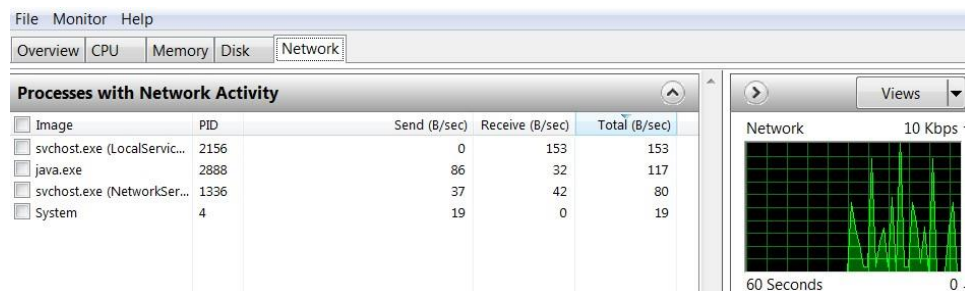 File Monitor Help
Overview CPU Memory Disk Network
Processes with Network Activity
Image PID Send (B/sec) Receive (B/sec) Total (B/sec)
svchost.exe (LocalServic... 2156 0 153 153
java.exe 2888 86 32 117
svchost.exe (NetworkSer... 1336 37 42 80
System 4 19 0 19
Views
Network 10 Kbps
60 Seconds 0